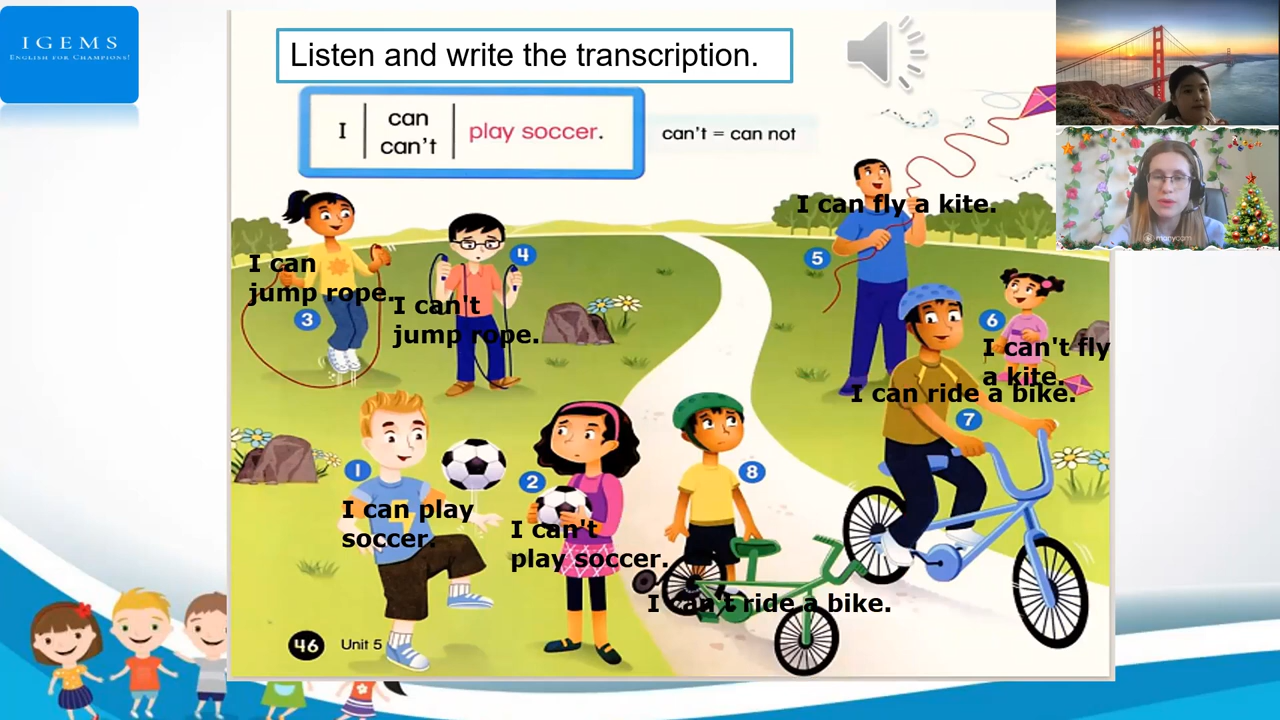 IGEMS
ENGLISH FOR CHAMPIONS!
Listen and write the transcription.
I can can't play soccer.
can't = can not
I can fly a kite.
5
I can
jump rope.
3
4
I can't
jump rope.
6
I can't fly
a kite.
I can ride a bike.
7
1
I can play
soccer.
2
I can't
play soccer.
8
I can't ride a bike.
46 Unit 5
manycam